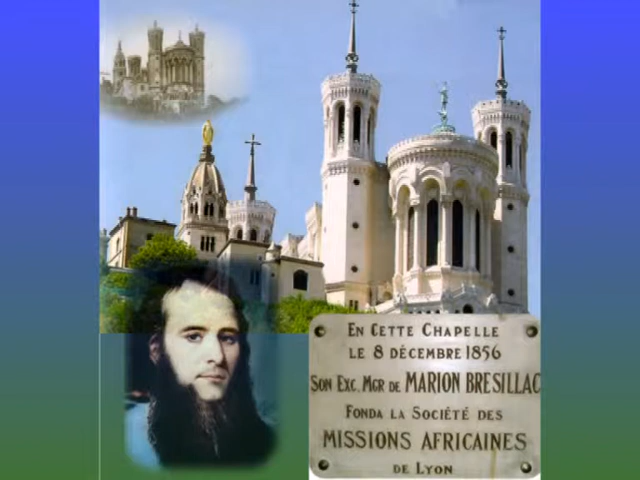 En Cette Chapelle
le 8 décembre 1856
Son Exc. Mgr de MARION BRESILLAC
Fonda la Société des
MISSIONS AFRICAINES
de Lyon